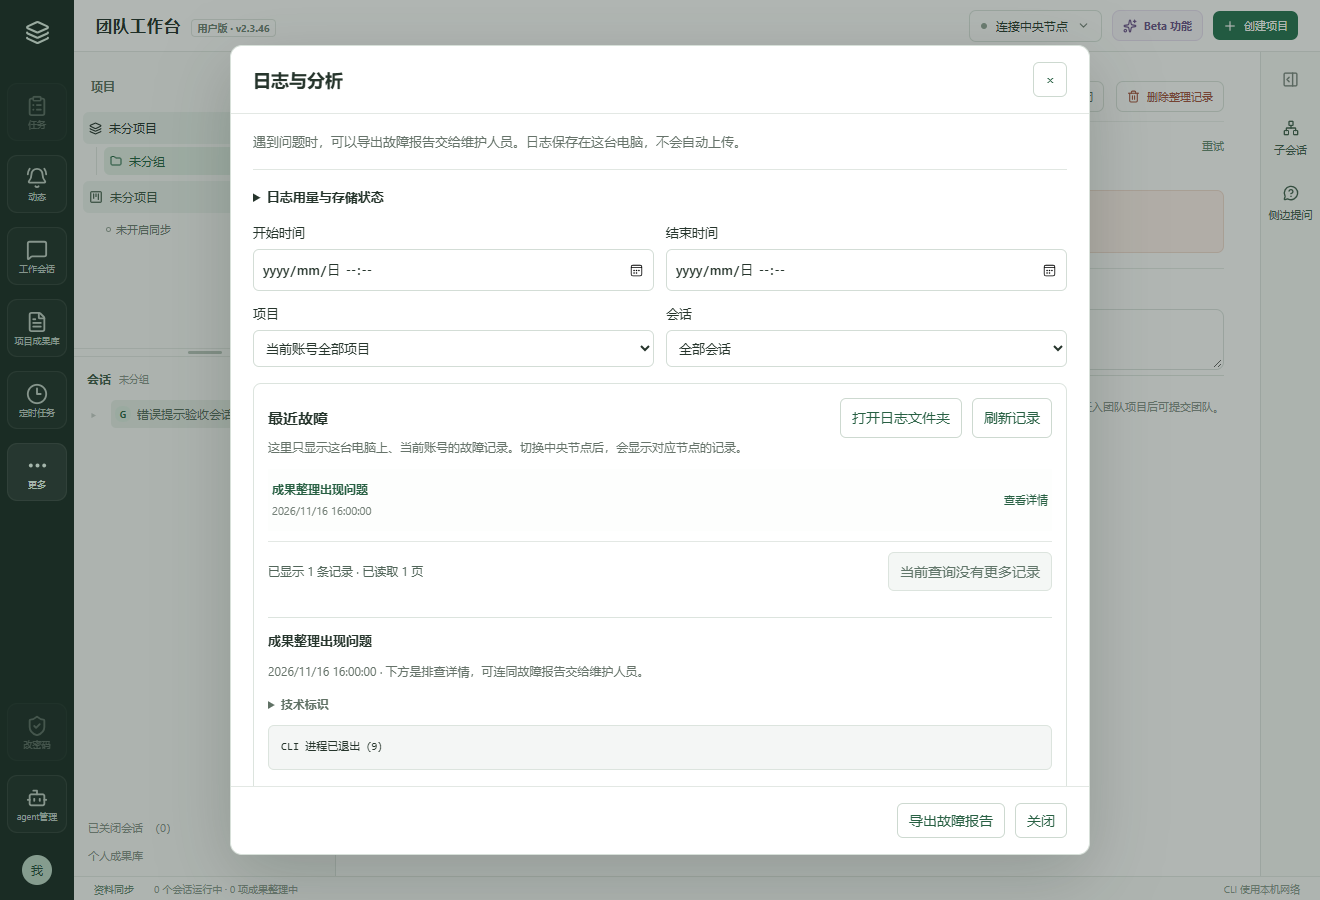 团队工作台
用户版 · v2.3.46
连接中央节点
Beta 功能
创建项目
任务
动态
工作会话
项目成果库
定时任务
更多
改密码
agent管理
我
项目
未分项目
未分组
未分项目
未开启同步
会话 未分组
G 错误提示验收会话
已关闭会话 (0)
个人成果库
删除整理记录
重试
入团队项目后可提交团队。
子会话
侧边提问
日志与分析
×
遇到问题时，可以导出故障报告交给维护人员。日志保存在这台电脑，不会自动上传。
日志用量与存储状态
开始时间
结束时间
yyyy/mm/日 --:--
yyyy/mm/日 --:--
项目
会话
当前账号全部项目
全部会话
最近故障
打开日志文件夹
刷新记录
这里只显示这台电脑上、当前账号的故障记录。切换中央节点后，会显示对应节点的记录。
成果整理出现问题
2026/11/16 16:00:00
查看详情
已显示 1 条记录 · 已读取 1 页
当前查询没有更多记录
成果整理出现问题
2026/11/16 16:00:00 · 下方是排查详情，可连同故障报告交给维护人员。
技术标识
CLI 进程已退出 (9)
导出故障报告
关闭
资料同步
0 个会话运行中 · 0 项成果整理中
CLI 使用本机网络